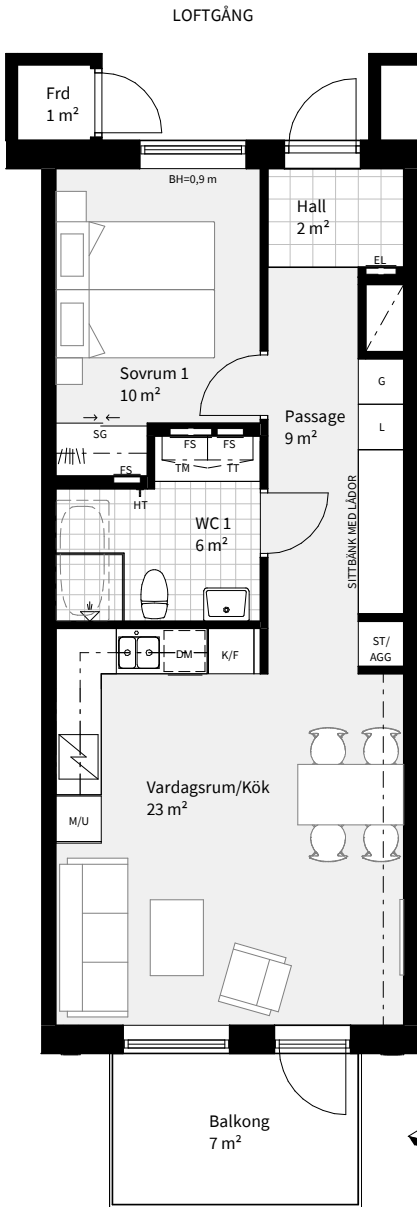 LOFTGÅNG
Frd
1 m²
BH=0,9 m
Hall
2 m²
EL
Sovrum 1
10 m²
G
Passage
9 m²
L
SG
FS
FS
TM
TT
FS
HT
WC 1
6 m²
SITTBÄNK MED LÅDOR
ST/
AGG
DM
K/F
Vardagsrum/Kök
23 m²
M/U
Balkong
7 m²